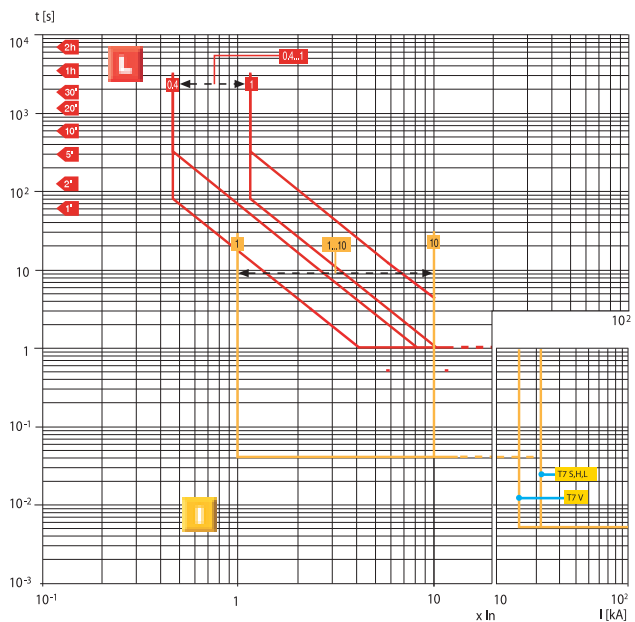 t [s]
10⁴
2h
L
0,4...1
1h
30'
0,4
1
20'
10³
10'
5'
10²
2'
1'
1
1...10
10
10
10²
1
10⁻¹
T7 S,H,L
T7 V
10⁻²
I
10⁻³
10⁻¹
1
10
x In
10
I [kA]